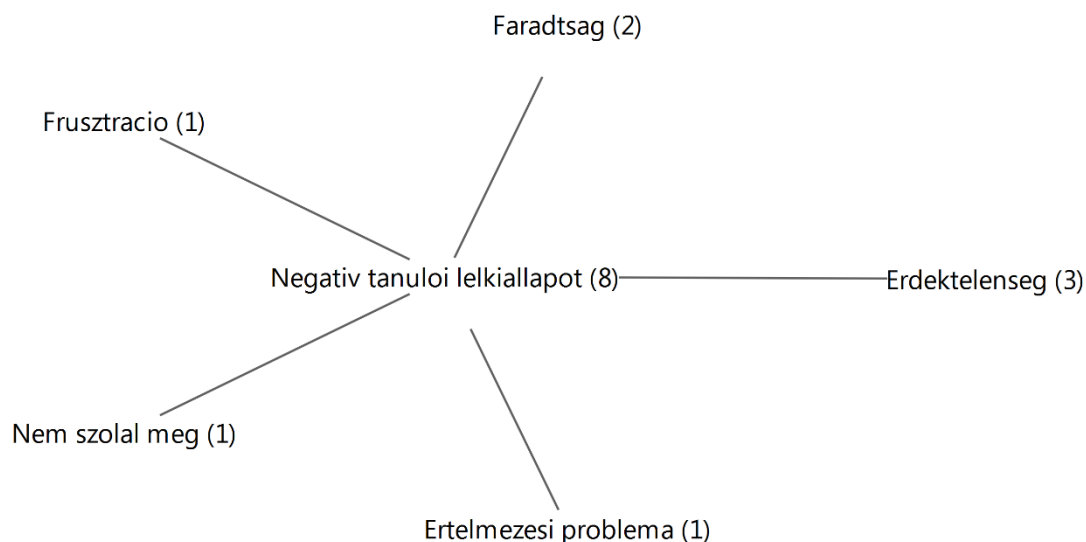 Faradtsag (2)
Frusztracio (1)
Negativ tanuloi lelkiallapot (8)
Erdektelenseg (3)
Nem szolal meg (1)
Ertelmezesi problema (1)